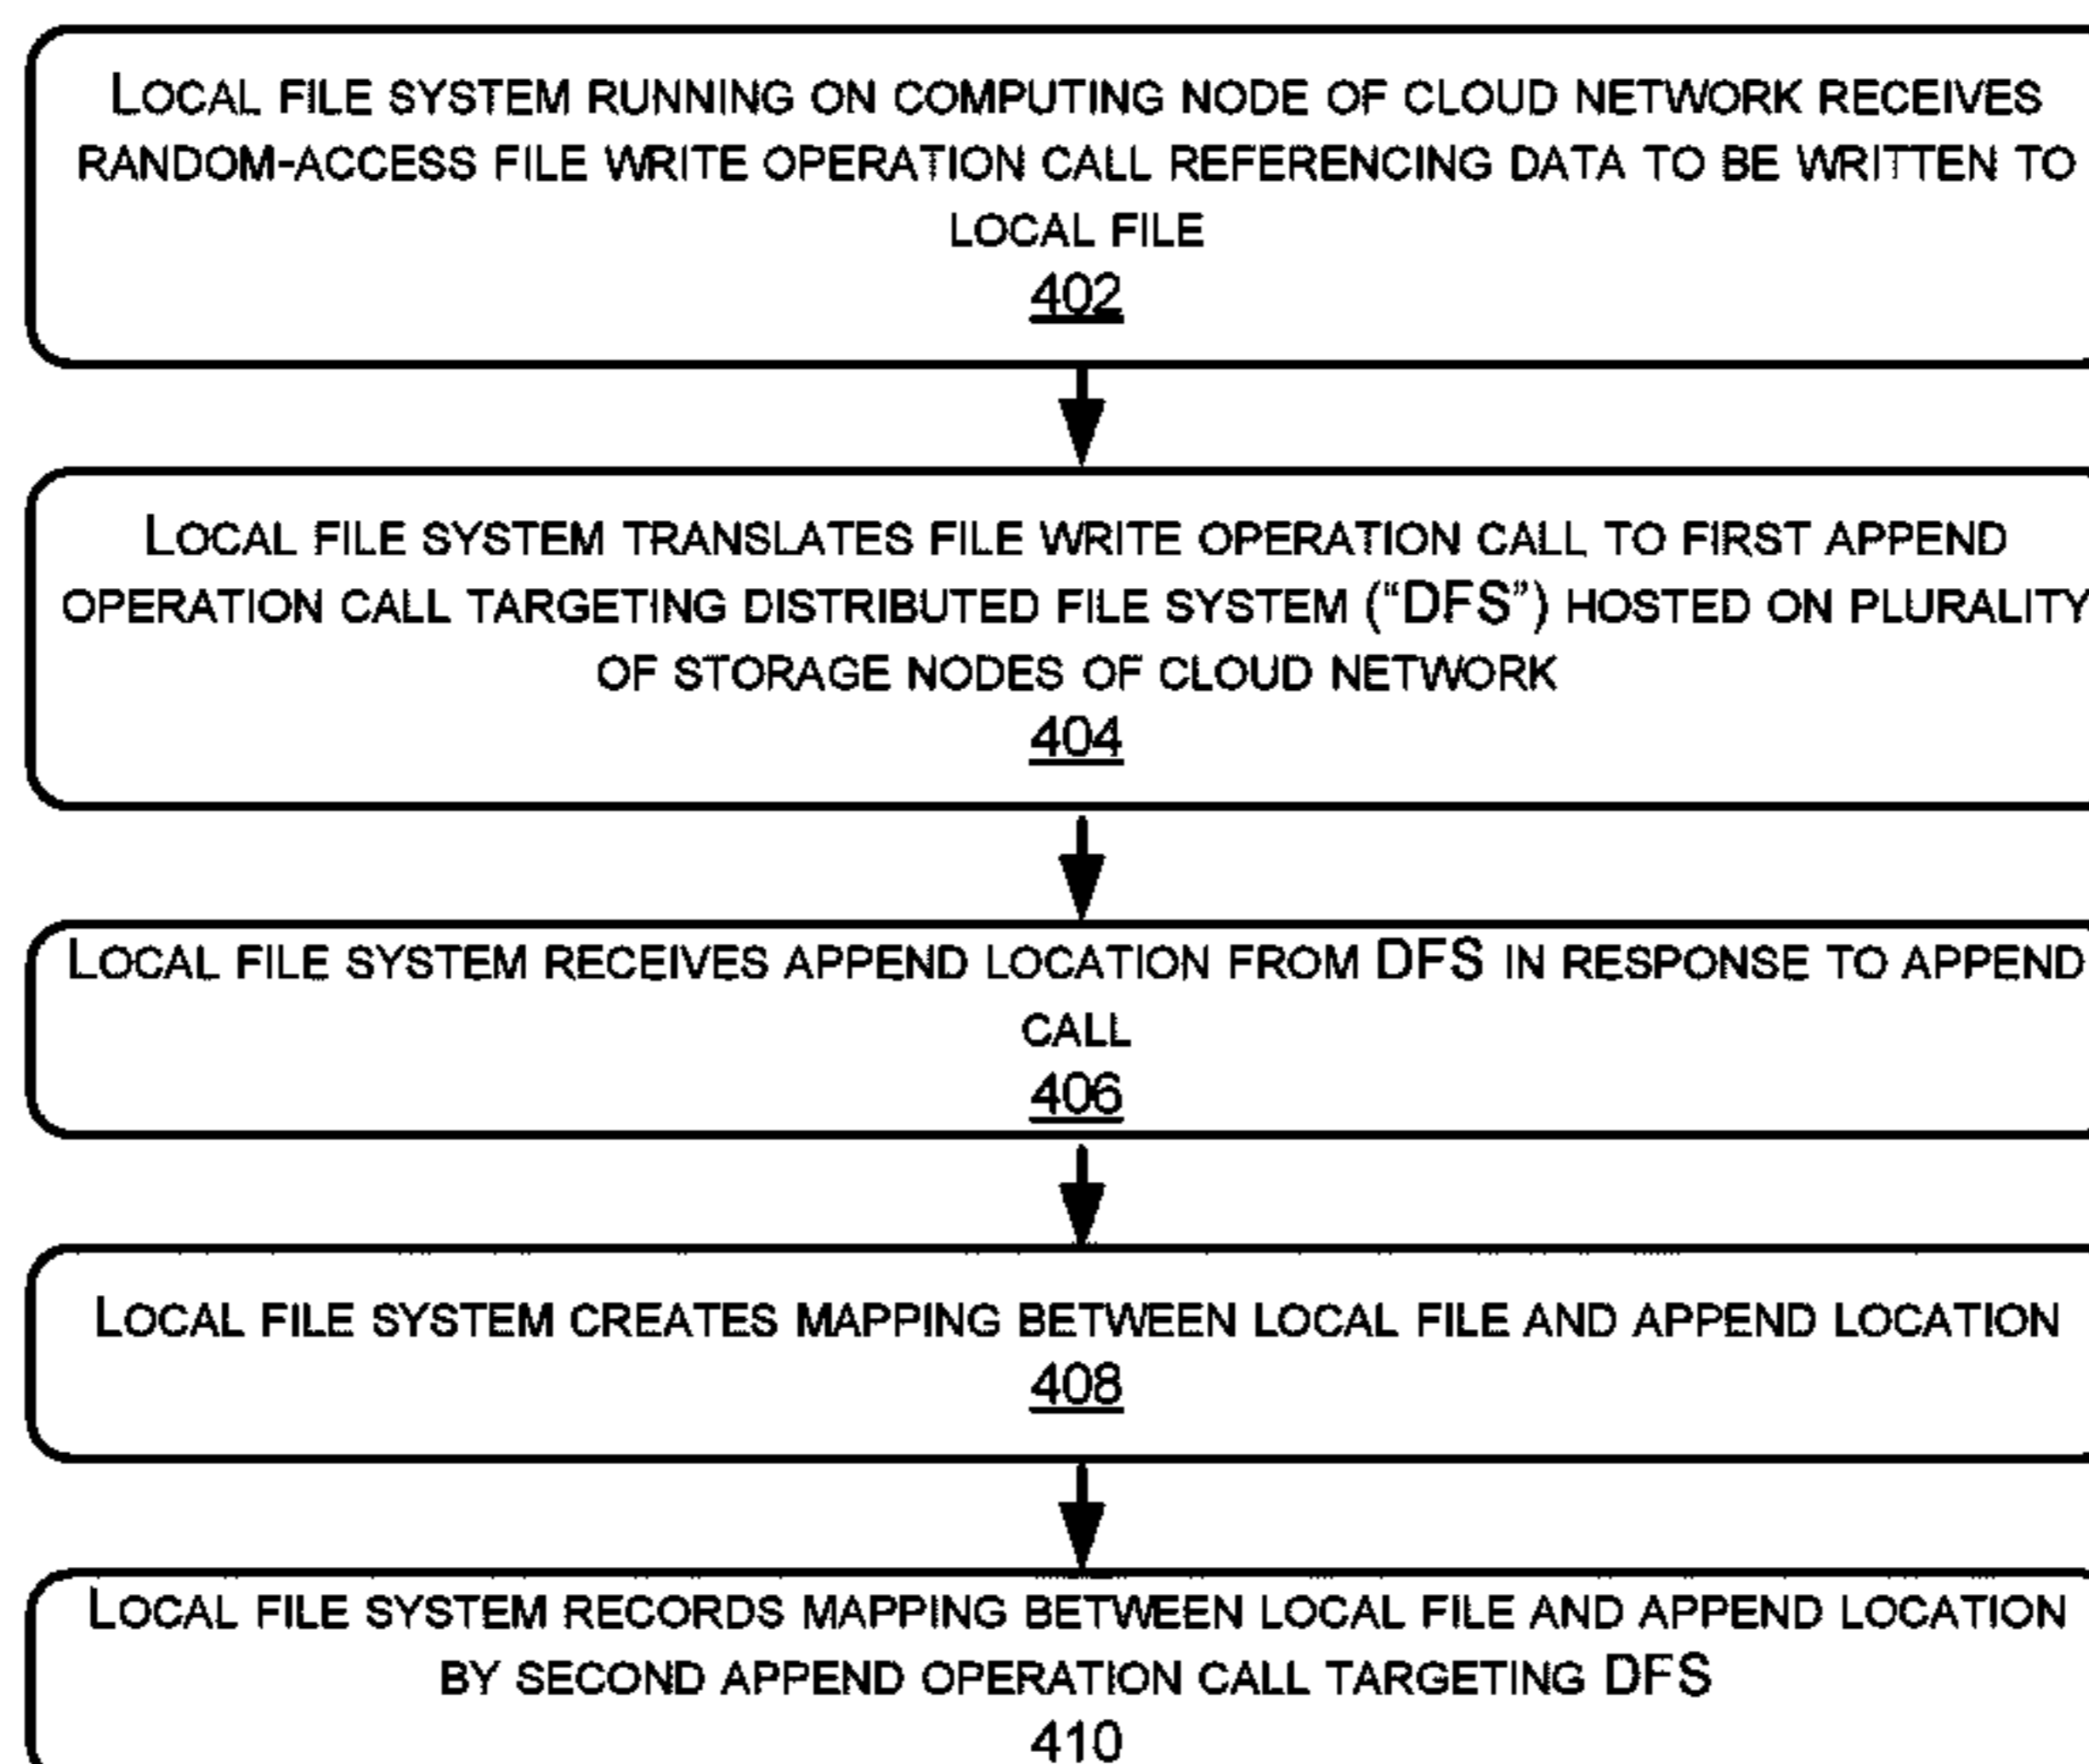 LOCAL FILE SYSTEM RUNNING ON COMPUTING NODE OF CLOUD NETWORK RECEIVES
RANDOM-ACCESS FILE WRITE OPERATION CALL REFERENCING DATA TO BE WRITTEN TO
LOCAL FILE
402
LOCAL FILE SYSTEM TRANSLATES FILE WRITE OPERATION CALL TO FIRST APPEND
OPERATION CALL TARGETING DISTRIBUTED FILE SYSTEM (“DFS”) HOSTED ON PLURALITY
OF STORAGE NODES OF CLOUD NETWORK
404
LOCAL FILE SYSTEM RECEIVES APPEND LOCATION FROM DFS IN RESPONSE TO APPEND
CALL
406
LOCAL FILE SYSTEM CREATES MAPPING BETWEEN LOCAL FILE AND APPEND LOCATION
408
LOCAL FILE SYSTEM RECORDS MAPPING BETWEEN LOCAL FILE AND APPEND LOCATION
BY SECOND APPEND OPERATION CALL TARGETING DFS
410